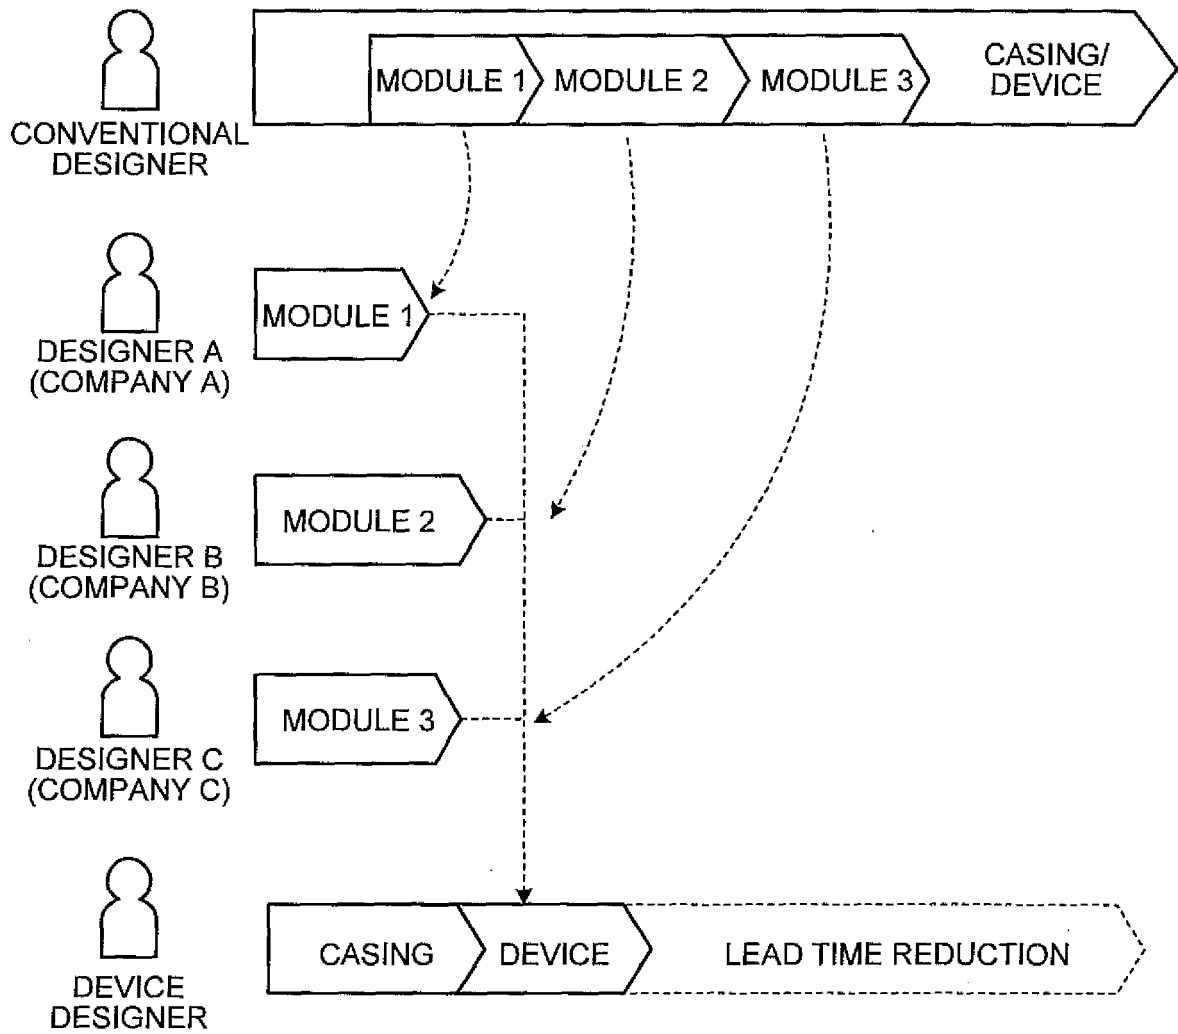 CONVENTIONAL
DESIGNER
MODULE 1
MODULE 2
MODULE 3
CASING/
DEVICE
DESIGNER A
(COMPANY A)
MODULE 1
DESIGNER B
(COMPANY B)
MODULE 2
DESIGNER C
(COMPANY C)
MODULE 3
DEVICE
DESIGNER
CASING
DEVICE
LEAD TIME REDUCTION